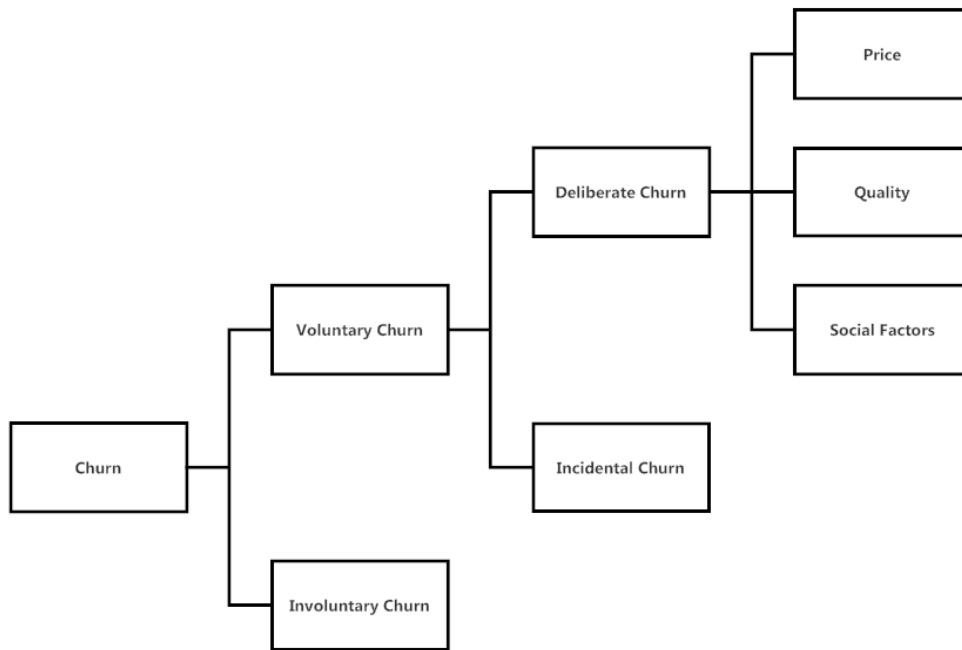 Price
Deliberate Churn
Quality
Voluntary Churn
Social Factors
Churn
Incidental Churn
Involuntary Churn